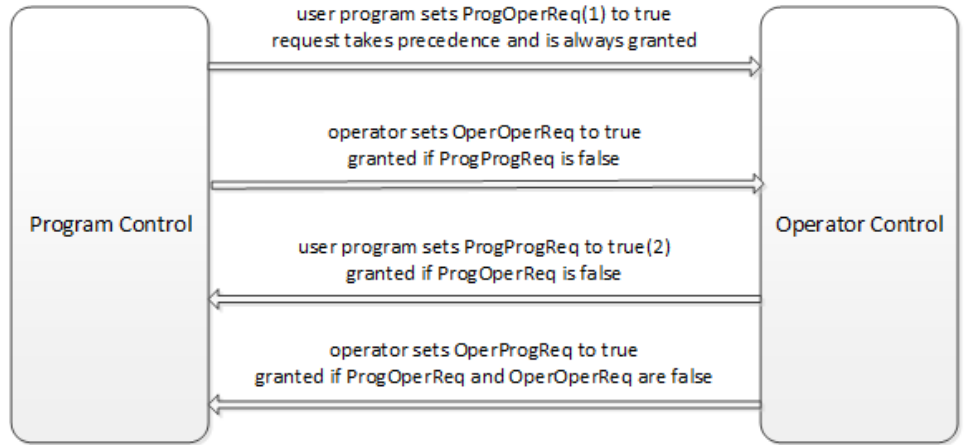 user program sets ProgOperReq(1) to true
request takes precedence and is always granted
operator sets OperOperReq to true
granted if ProgProgReq is false
Program Control
Operator Control
user program sets ProgProgReq to true(2)
granted if ProgOperReq is false
operator sets OperProgReq to true
granted if ProgOperReq and OperOperReq are false